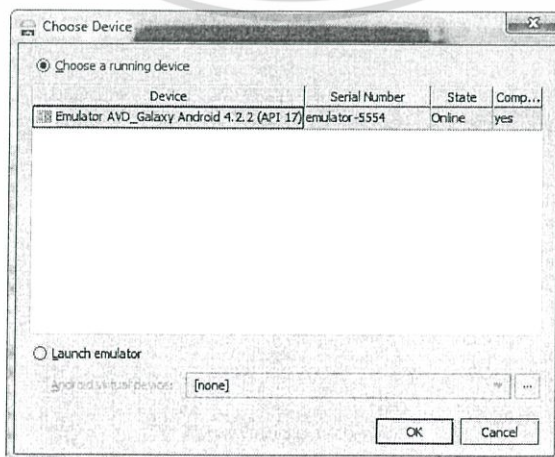 Choose Device
Choose a running device
Device Serial Number State Comp...
Emulator AVD_Galaxy Android 4.2.2 (API 17) emulator-5554 Online yes
Launch emulator
Android virtual device: [none] ...
OK Cancel